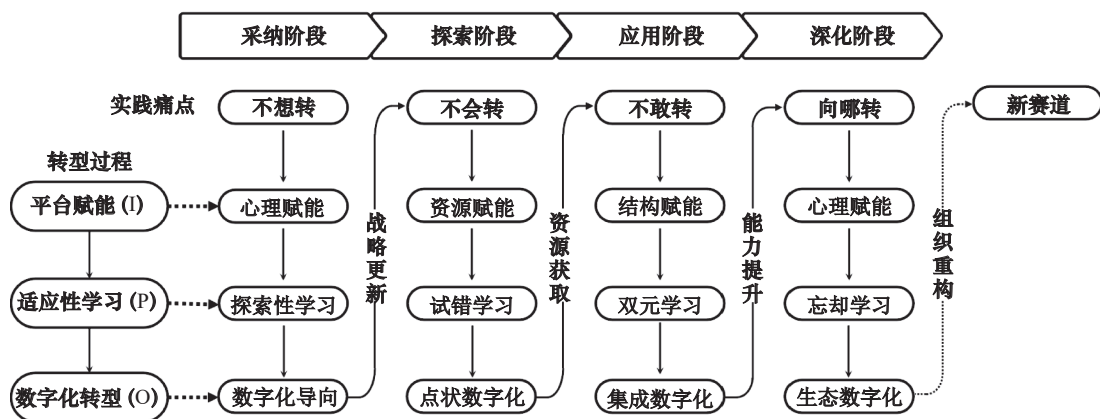 采纳阶段
探索阶段
应用阶段
深化阶段
实践痛点
不想转
不会转
不敢转
向哪转
新赛道
转型过程
平台赋能(I)
心理赋能
资源赋能
结构赋能
心理赋能
战略更新
资源获取
能力提升
组织重构
适应性学习(P)
探索性学习
试错学习
双元学习
忘却学习
数字化转型(O)
数字化导向
点状数字化
集成数字化
生态数字化